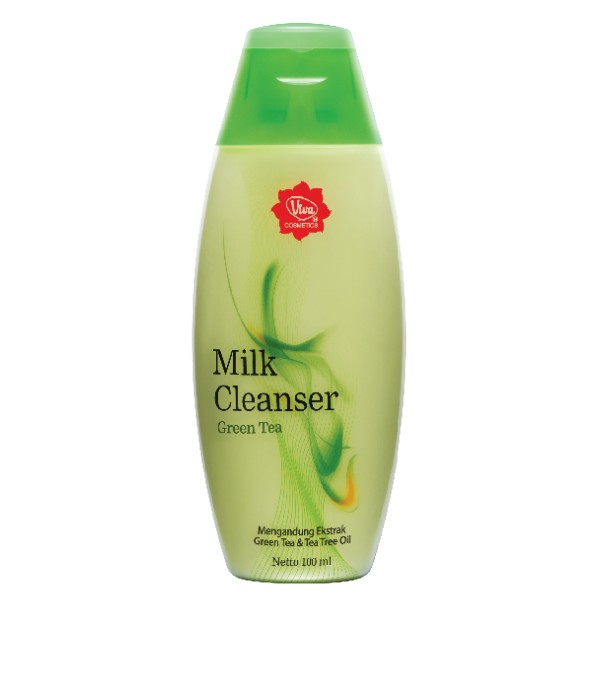 Viva
COSMETICS
Milk
Cleanser
Green Tea
Mengandung Ekstrak
Green Tea & Tea Tree Oil
Netto 100 ml